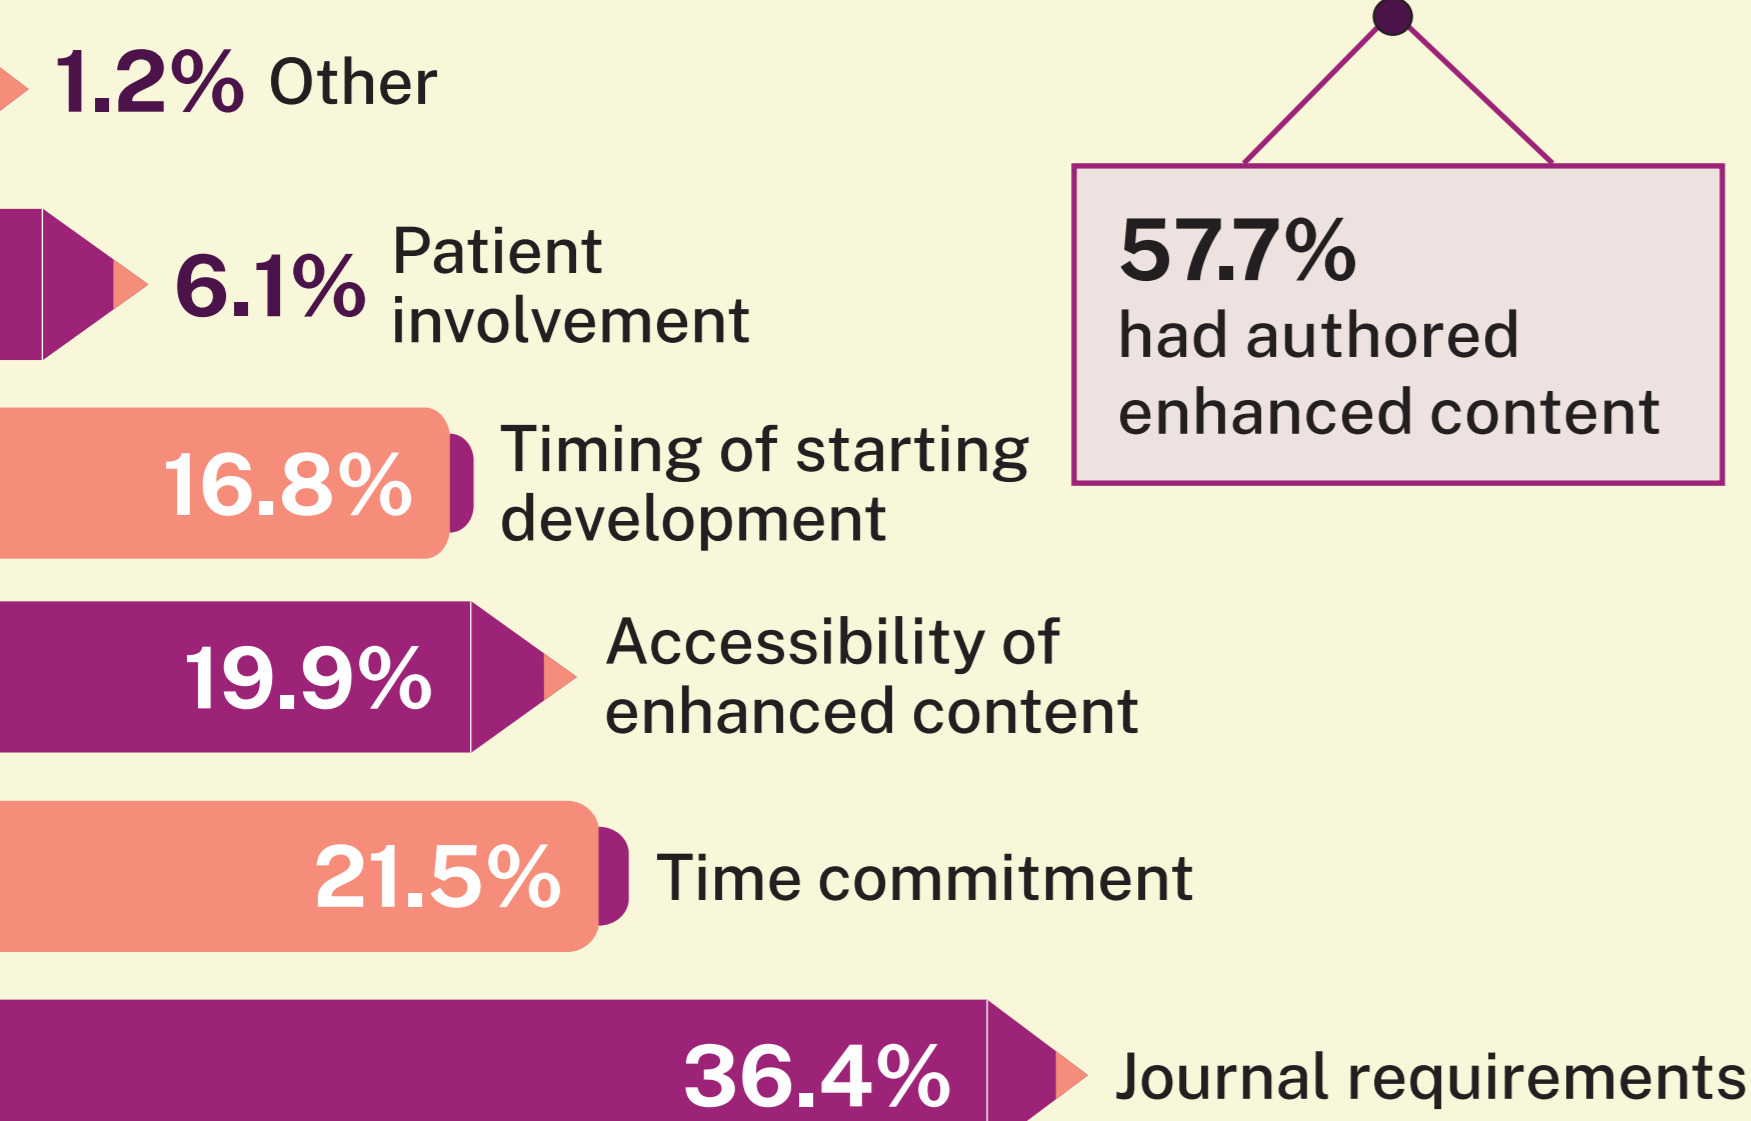 1.2% Other
6.1% Patient
involvement
57.7%
had authored
enhanced content
16.8% Timing of starting
development
19.9% Accessibility of
enhanced content
21.5% Time commitment
36.4% Journal requirements